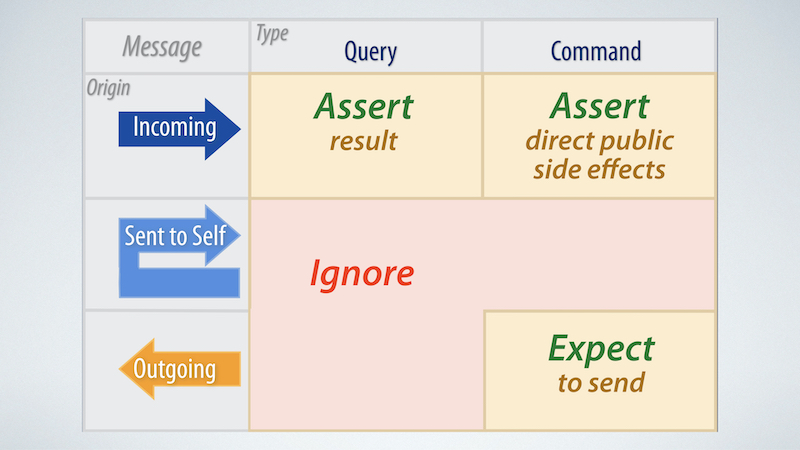 Message
Type
Query
Command
Origin
Incoming
Assert
result
Assert
direct public
side effects
Sent to Self
Ignore
Outgoing
Expect
to send